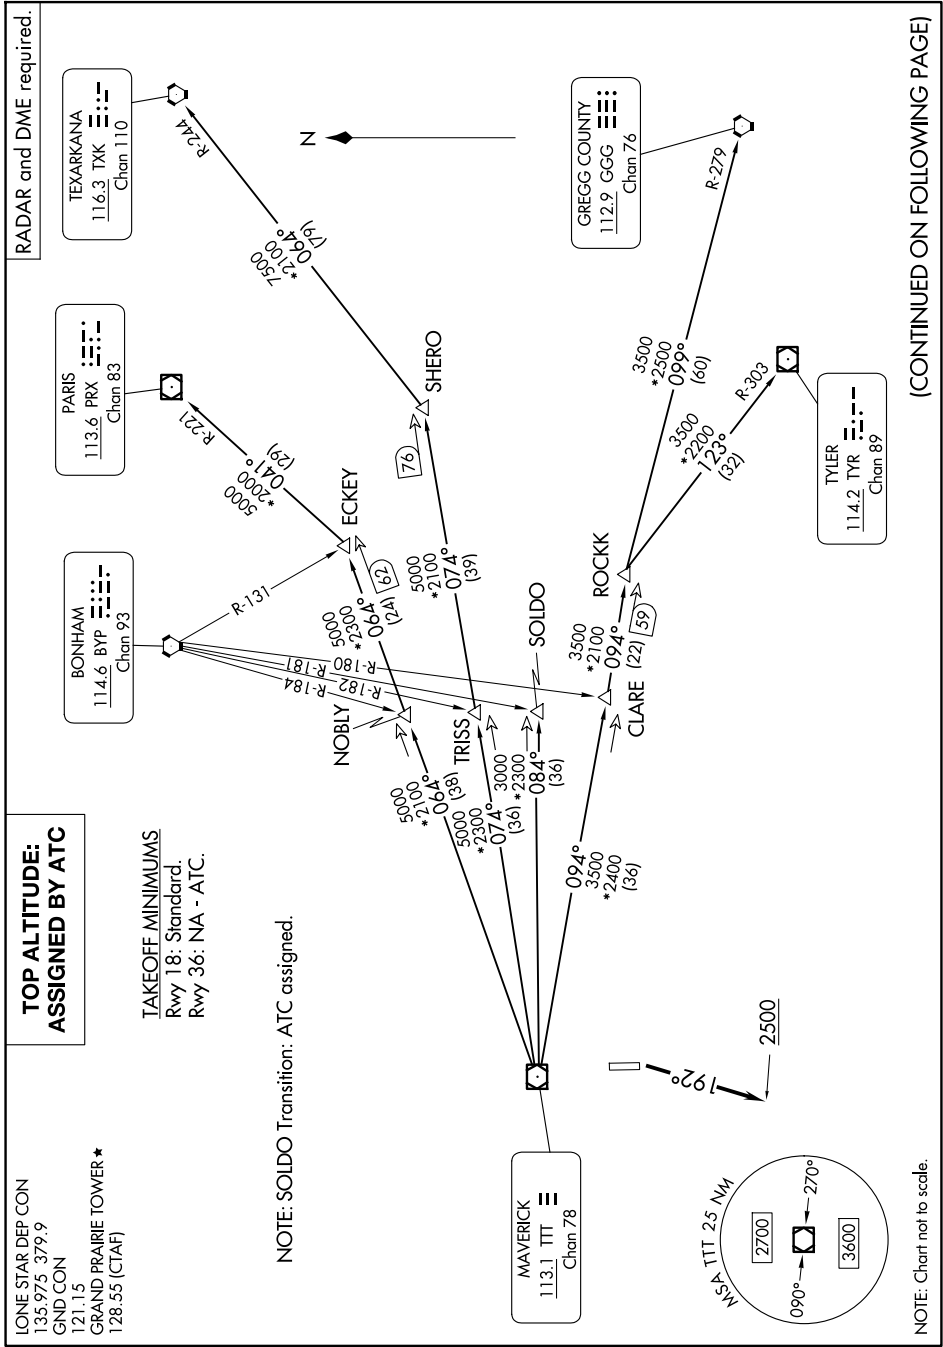 RADAR and DME required.
TOP ALTITUDE:
ASSIGNED BY ATC
LONE STAR DEP CON
135.975 379.9
GND CON
121.15
GRAND PRAIRIE TOWER★
128.55 (CTAF)
TAKEOFF MINIMUMS
Rwy 18: Standard.
Rwy 36: NA - ATC.
NOTE: SOLDO Transition: ATC assigned.
BONHAM
114.6 BYP
Chan 93
PARIS
113.6 PRX
Chan 83
TEXARKANA
116.3 TXK
Chan 110
R-184
R-181
R-182
R-180
R-131
R-221
R-244
N
NOBLY
5000
*2100
064°
(38)
5000
*2300
064°
(24)
62
ECKEY
5000
*2000
041°
(29)
TRISS
5000
*2300
074°
(36)
5000
*2100
074°
(39)
76
SHERO
7500
*2100
064°
(79)
SOLDO
3000
*2300
084°
(36)
CLARE
094°
3500
*2400
(36)
3500
*2100
094°
(22)
59
ROCKK
3500
*2500
099°
(60)
R-279
3500
*2200
123°
(32)
R-303
GREGG COUNTY
112.9 GGG
Chan 76
TYLER
114.2 TYR
Chan 89
MAVERICK
113.1 TTT
Chan 78
192°
2500
MSA TTT 25 NM
2700
090°
270°
3600
NOTE: Chart not to scale.
(CONTINUED ON FOLLOWING PAGE)